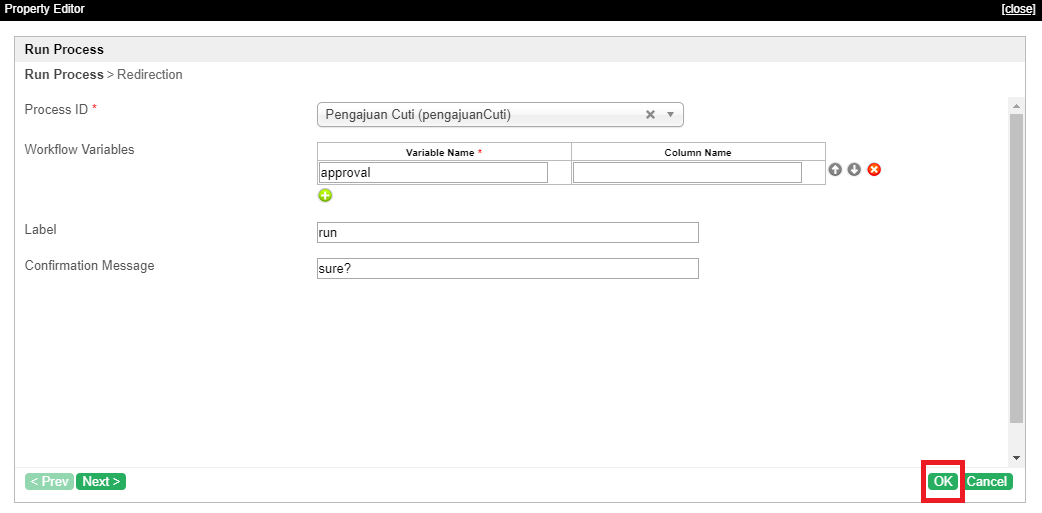 Property Editor [close]
Run Process
Run Process > Redirection
Process ID * Pengajuan Cuti (pengajuanCuti)
Workflow Variables
Variable Name * Column Name
approval
Label run
Confirmation Message sure?
< Prev Next > OK Cancel